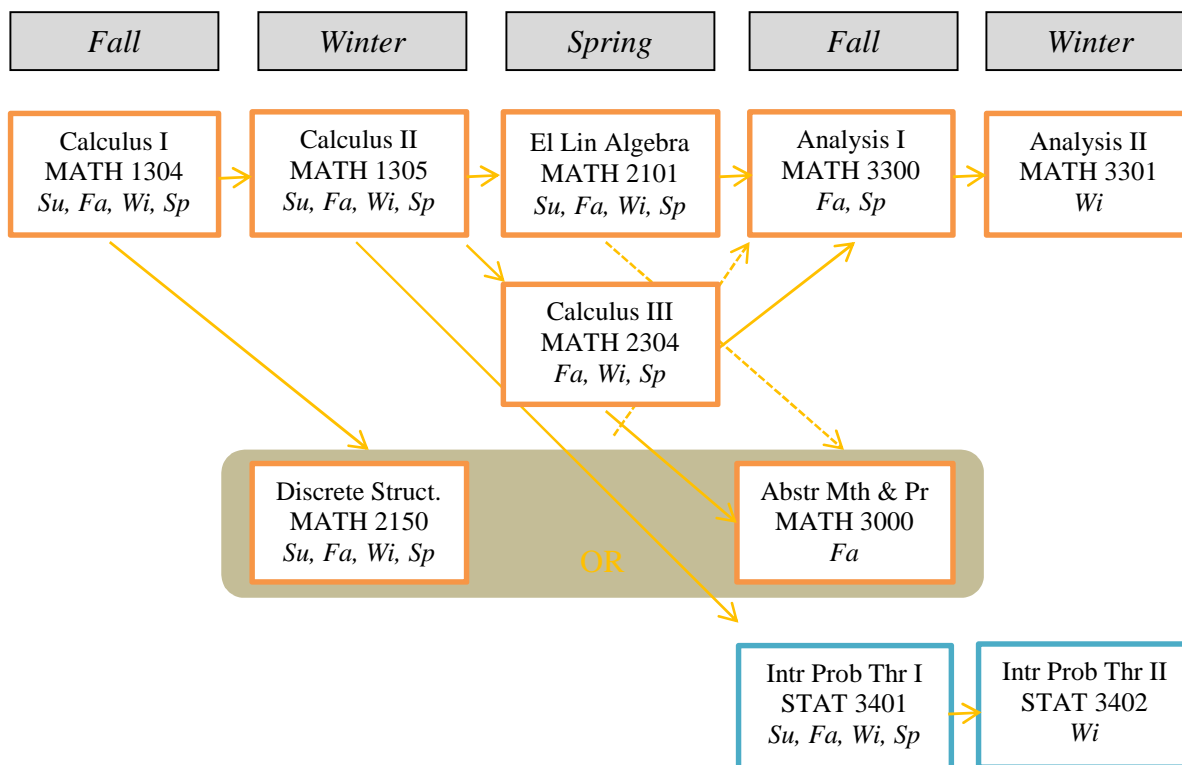 Fall
Winter
Spring
Fall
Winter
Calculus I
MATH 1304
Su, Fa, Wi, Sp
Calculus II
MATH 1305
Su, Fa, Wi, Sp
El Lin Algebra
MATH 2101
Su, Fa, Wi, Sp
Analysis I
MATH 3300
Fa, Sp
Analysis II
MATH 3301
Wi
Calculus III
MATH 2304
Fa, Wi, Sp
Discrete Struct.
MATH 2150
Su, Fa, Wi, Sp
OR
Abstr Mth & Pr
MATH 3000
Fa
Intr Prob Thr I
STAT 3401
Su, Fa, Wi, Sp
Intr Prob Thr II
STAT 3402
Wi